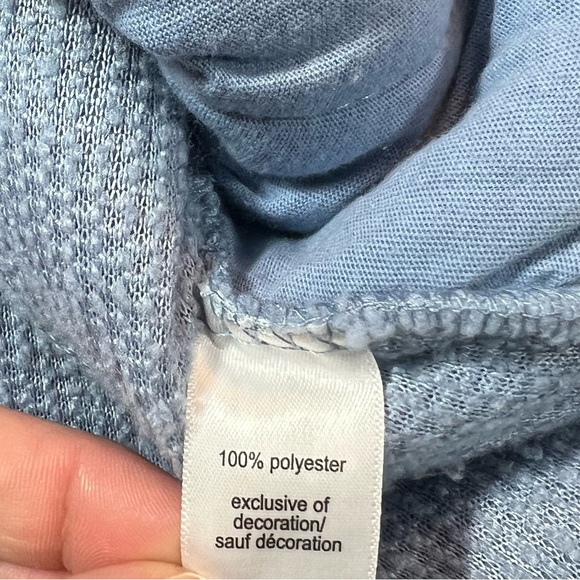 100% polyester
exclusive of
decoration/
sauf décoration